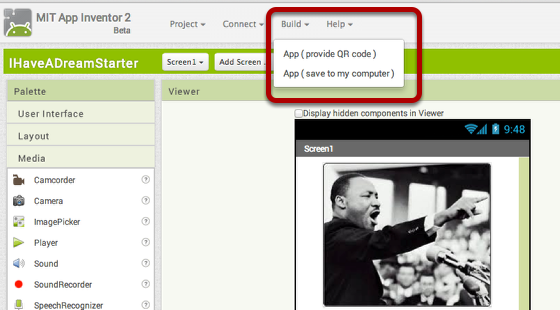 MIT App Inventor 2
Beta
Project Connect Build Help
App ( provide QR code )
App ( save to my computer )
IHaveADreamStarter Screen1 Add Screen
Palette
User Interface
Layout
Media
Camcorder ?
Camera ?
ImagePicker ?
Player ?
Sound ?
SoundRecorder ?
SpeechRecognizer ?
Viewer
Display hidden components in Viewer
9:48
Screen1